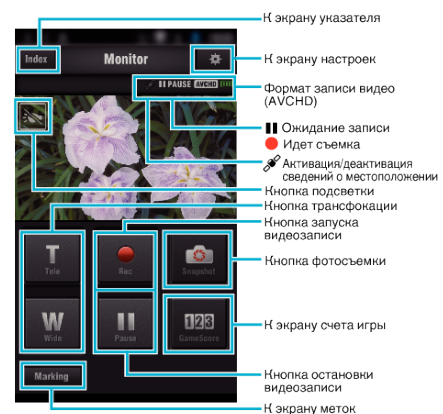 К экрану указателя
Index
Monitor
К экрану настроек
PAUSE AVCHD
Формат записи видео
(AVCHD)
Ожидание записи
Идет съемка
Активация/деактивация
сведений о местоположении
Кнопка подсветки
Кнопка трансфокации
Кнопка запуска
видеозаписи
T
Tele
Rec
Snapshot
Кнопка фотосъемки
W
Wide
Pause
123
GameScore
К экрану счета игры
Marking
Кнопка остановки
видеозаписи
К экрану меток